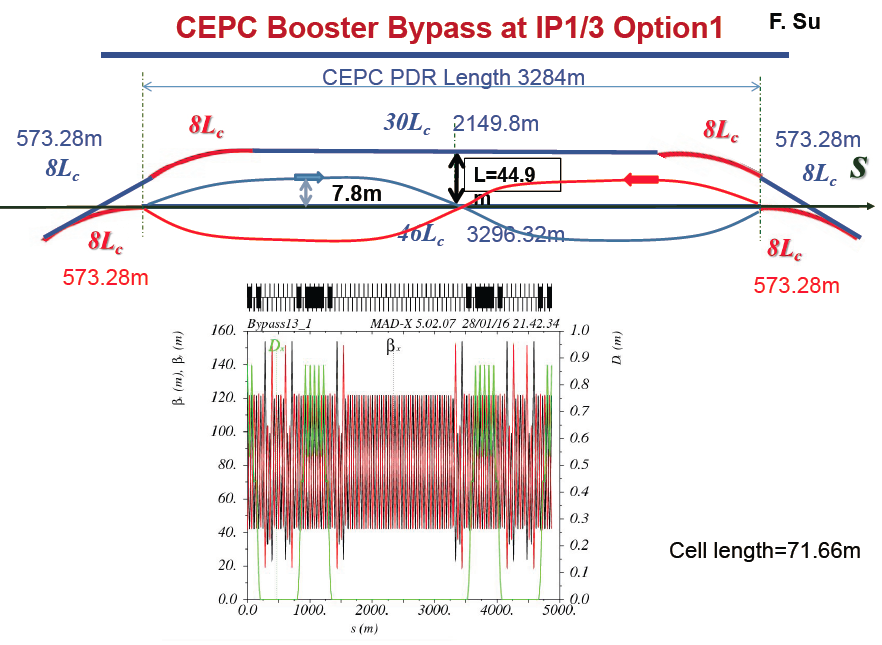 CEPC Booster Bypass at IP1/3 Option1
F. Su
CEPC PDR Length 3284m
573.28m
8Lc
8Lc
30Lc 2149.8m
8Lc
573.28m
8Lc
S
L=44.9
m
7.8m
8Lc
46Lc 3296.32m
8Lc
573.28m
573.28m
Bypass13_1 MAD-X 5.02.07 28/01/16 21.42.34
160.
140.
120.
100.
80.
60.
40.
20.
0.0
Dx
βx
1.0
0.9
0.8
0.7
0.6
0.5
0.4
0.3
0.2
0.1
0.0
0.0 1000. 2000. 3000. 4000. 5000.
s (m)
Cell length=71.66m